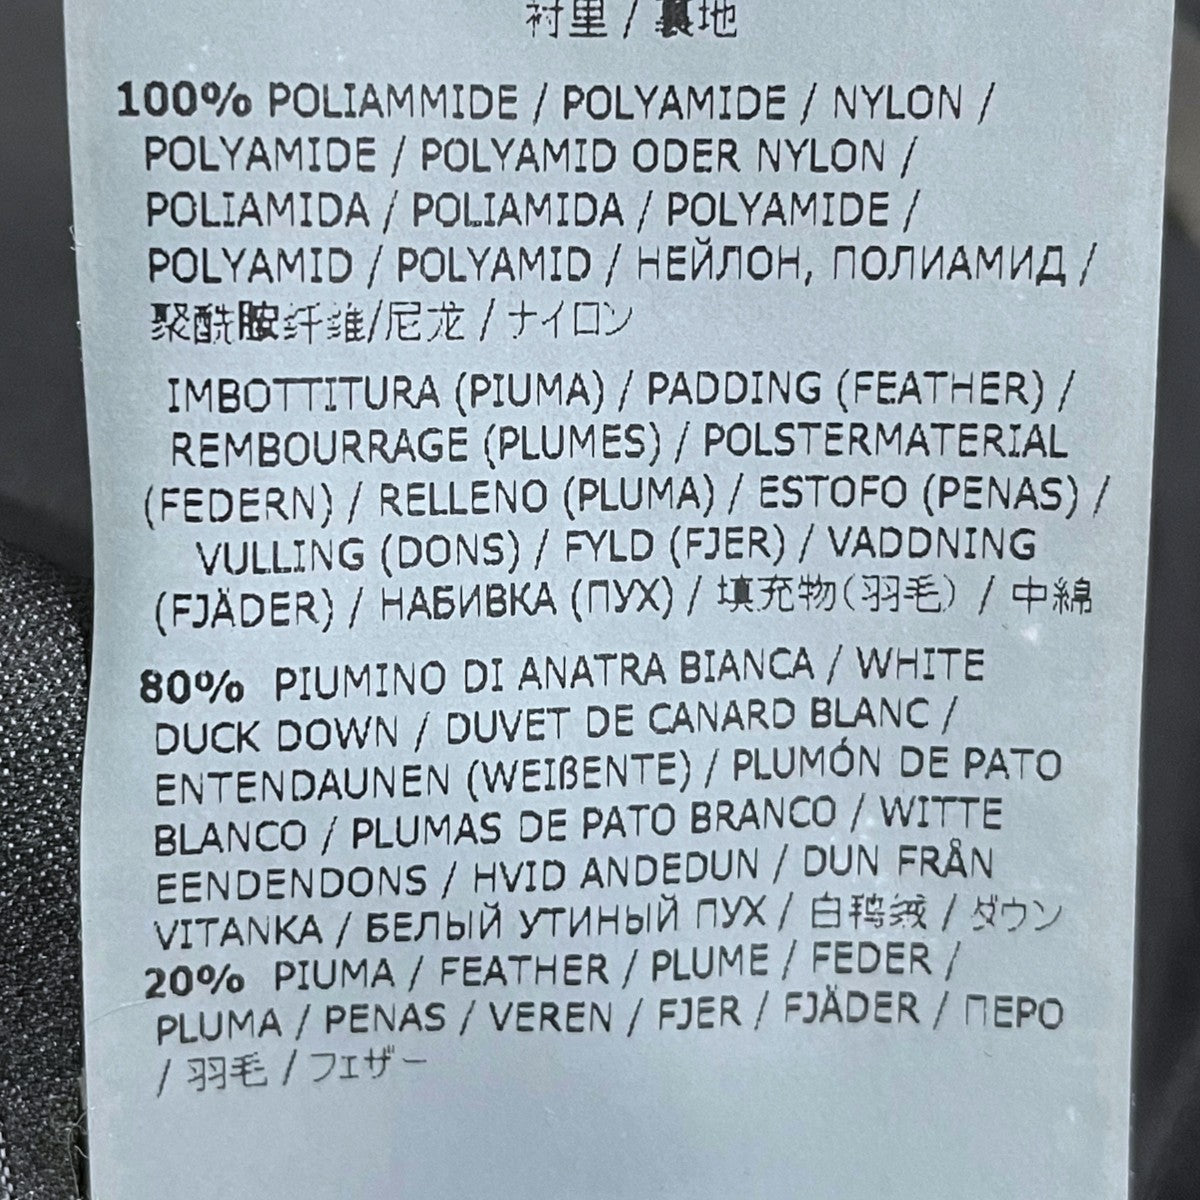 衬里 / 裏地
100% POLIAMMIDE / POLYAMIDE / NYLON /
POLYAMIDE / POLYAMID ODER NYLON /
POLIAMIDA / POLIAMIDA / POLYAMIDE /
POLYAMID / POLYAMID / НЕЙЛОН, ПОЛИАМИД /
聚酰胺纤维/尼龙 / ナイロン
IMBOTTITURA (PIUMA) / PADDING (FEATHER) /
REMBOURRAGE (PLUMES) / POLSTERMATERIAL
(FEDERN) / RELLENO (PLUMA) / ESTOFO (PENAS) /
VULLING (DONS) / FYLD (FJER) / VADDNING
(FJÄDER) / НАБИВКА (ПУХ) / 填充物(羽毛) / 中綿
80% PIUMINO DI ANATRA BIANCA / WHITE
DUCK DOWN / DUVET DE CANARD BLANC /
ENTENDAUNEN (WEIßENTE) / PLUMÓN DE PATO
BLANCO / PLUMAS DE PATO BRANCO / WITTE
EENDENDONS / HVID ANDEDUN / DUN FRÅN
VITANKA / БЕЛЫЙ УТИНЫЙ ПУХ / 白鸭绒 / ダウン
20% PIUMA / FEATHER / PLUME / FEDER /
PLUMA / PENAS / VEREN / FJER / FJÄDER / ПЕРО
/ 羽毛 / フェザー